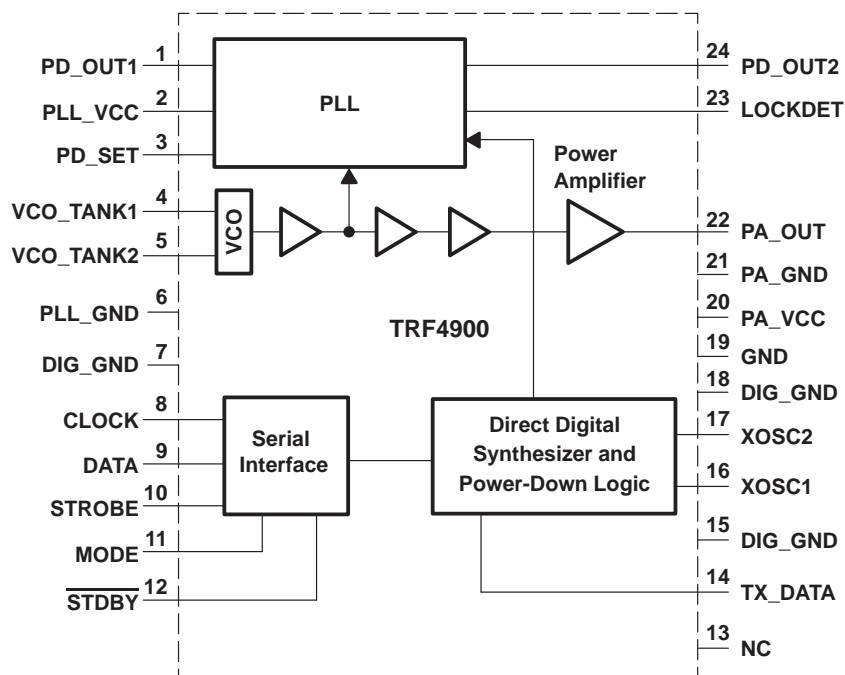 PD_OUT1 1
PLL_VCC 2
PD_SET 3
VCO_TANK1 4
VCO_TANK2 5
PLL_GND 6
DIG_GND 7
CLOCK 8
DATA 9
STROBE 10
MODE 11
STDBY 12
PLL
VCO
Power
Amplifier
TRF4900
Serial
Interface
Direct Digital
Synthesizer and
Power-Down Logic
24 PD_OUT2
23 LOCKDET
22 PA_OUT
21 PA_GND
20 PA_VCC
19 GND
18 DIG_GND
17 XOSC2
16 XOSC1
15 DIG_GND
14 TX_DATA
13 NC